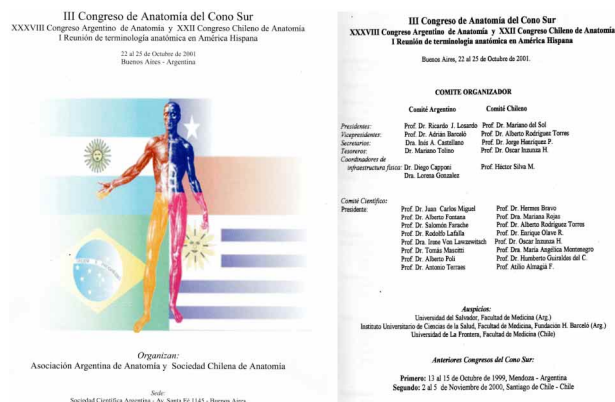 III Congreso de Anatomía del Cono Sur
XXXVIII Congreso Argentino de Anatomía y XXII Congreso Chileno de Anatomía
I Reunión de terminología anatómica en América Hispana
22 al 25 de Octubre de 2001
Buenos Aires - Argentina
Organizan:
Asociación Argentina de Anatomía y Sociedad Chilena de Anatomía
Sede:
Sociedad Científica Argentina - Av. Santa Fé 1145 - Buenos Aires
III Congreso de Anatomía del Cono Sur
XXXVIII Congreso Argentino de Anatomía y XXII Congreso Chileno de Anatomía
I Reunión de terminología anatómica en América Hispana
Buenos Aires, 22 al 25 de Octubre de 2001.
COMITE ORGANIZADOR
Comité Argentino Comité Chileno
Presidentes: Prof. Dr. Ricardo J. Losardo Prof. Dr. Mariano del Sol
Vicepresidentes: Prof. Dr. Adrián Barceló Prof. Dr. Alberto Rodríguez Torres
Secretarios: Dra. Inés A. Castellano Prof. Dr. Jorge Henríquez P.
Tesoreros: Dr. Mariano Tolino Prof. Dr. Oscar Inzunza H.
Coordinadores de
infraestructura física: Dr. Diego Capponi Prof. Héctor Silva M.
Dra. Lorena Gonzalez
Comité Científico:
Presidente: Prof. Dr. Juan Carlos Miguel Prof. Dr. Hermes Bravo
Prof. Dr. Alberto Fontana Prof. Dra. Mariana Rojas
Prof. Dr. Salomón Farache Prof. Dr. Alberto Rodríguez Torres
Prof. Dr. Rodolfo Lafalla Prof. Dr. Enrique Olave R.
Prof. Dra. Irene Von Lawzewitsch Prof. Dr. Oscar Inzunza H.
Prof. Dr. Tomás Mascitti Prof. Dra. María Angélica Montenegro
Prof. Dr. Alberto Poli Prof. Dr. Humberto Guiraldes del C.
Prof. Dr. Antonio Terraes Prof. Atilio Almagiá F.
Auspicios:
Universidad del Salvador, Facultad de Medicina (Arg.)
Instituto Universitario de Ciencias de la Salud, Facultad de Medicina, Fundación H. Barceló (Arg.)
Universidad de La Frontera, Facultad de Medicina (Chile)
Anteriores Congresos del Cono Sur:
Primero: 13 al 15 de Octubre de 1999, Mendoza - Argentina
Segundo: 2 al 5 de Noviembre de 2000, Santiago de Chile - Chile